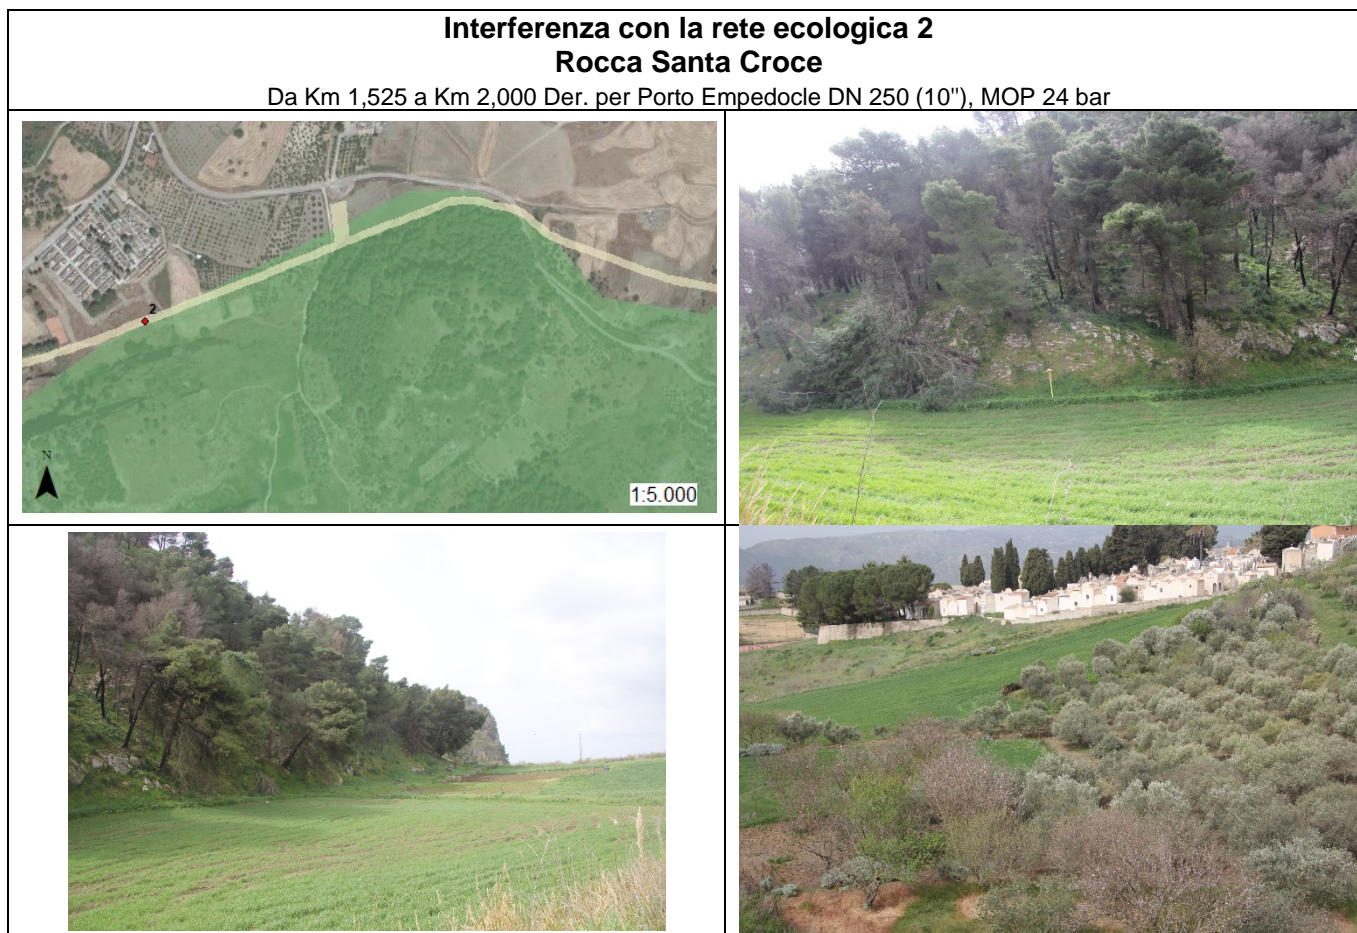 Interferenza con la rete ecologica 2
Rocca Santa Croce
Da Km 1,525 a Km 2,000 Der. per Porto Empedocle DN 250 (10"), MOP 24 bar
2
N
1:5.000